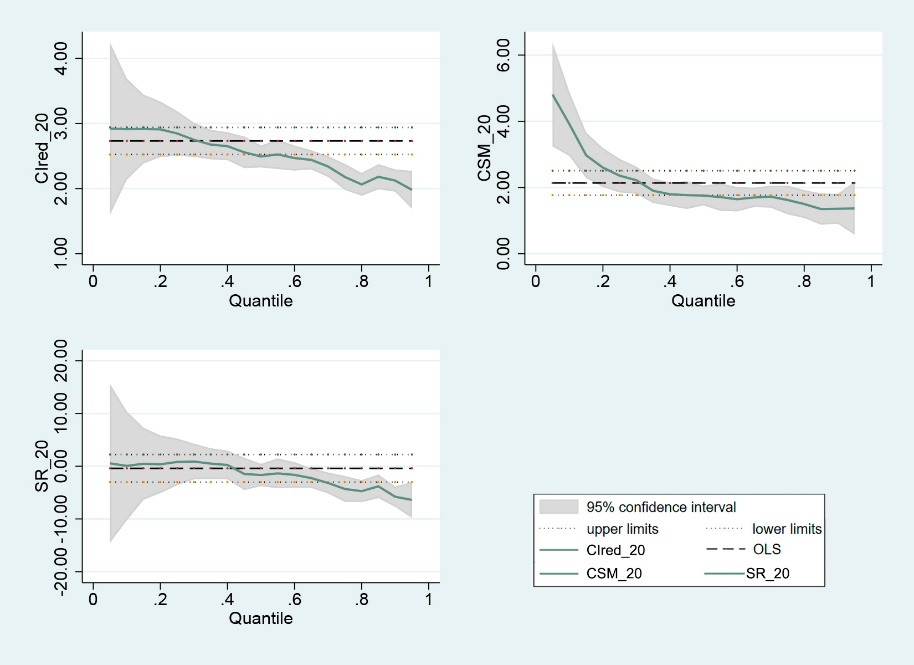 CIred_20
4.00
3.00
2.00
1.00
0 .2 .4 .6 .8 1
Quantile
CSM_20
6.00
4.00
2.00
0.00
0 .2 .4 .6 .8 1
Quantile
SR_20
20.00
10.00
0.00
-10.00
-20.00
0 .2 .4 .6 .8 1
Quantile
95% confidence interval
upper limits lower limits
CIred_20 OLS
CSM_20 SR_20